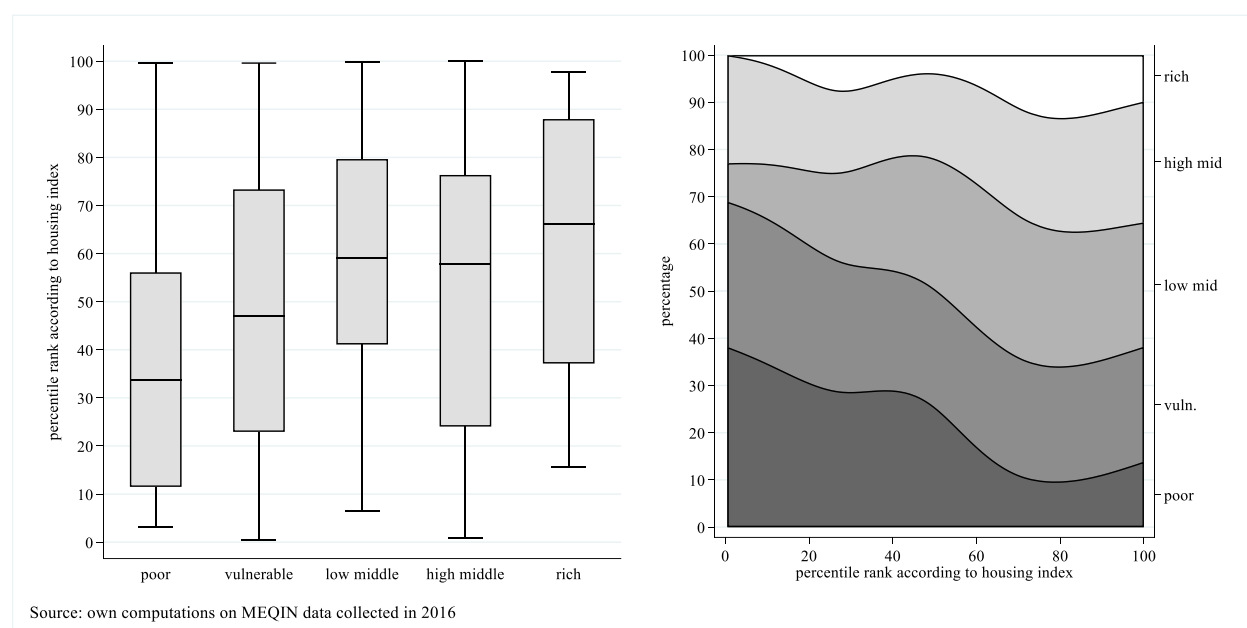 percentile rank according to housing index
100
90
80
70
60
50
40
30
20
10
0
poor vulnerable low middle high middle rich
percentage
100
90
80
70
60
50
40
30
20
10
0
rich
high mid
low mid
vuln.
poor
0 20 40 60 80 100
percentile rank according to housing index
Source: own computations on MEQIN data collected in 2016